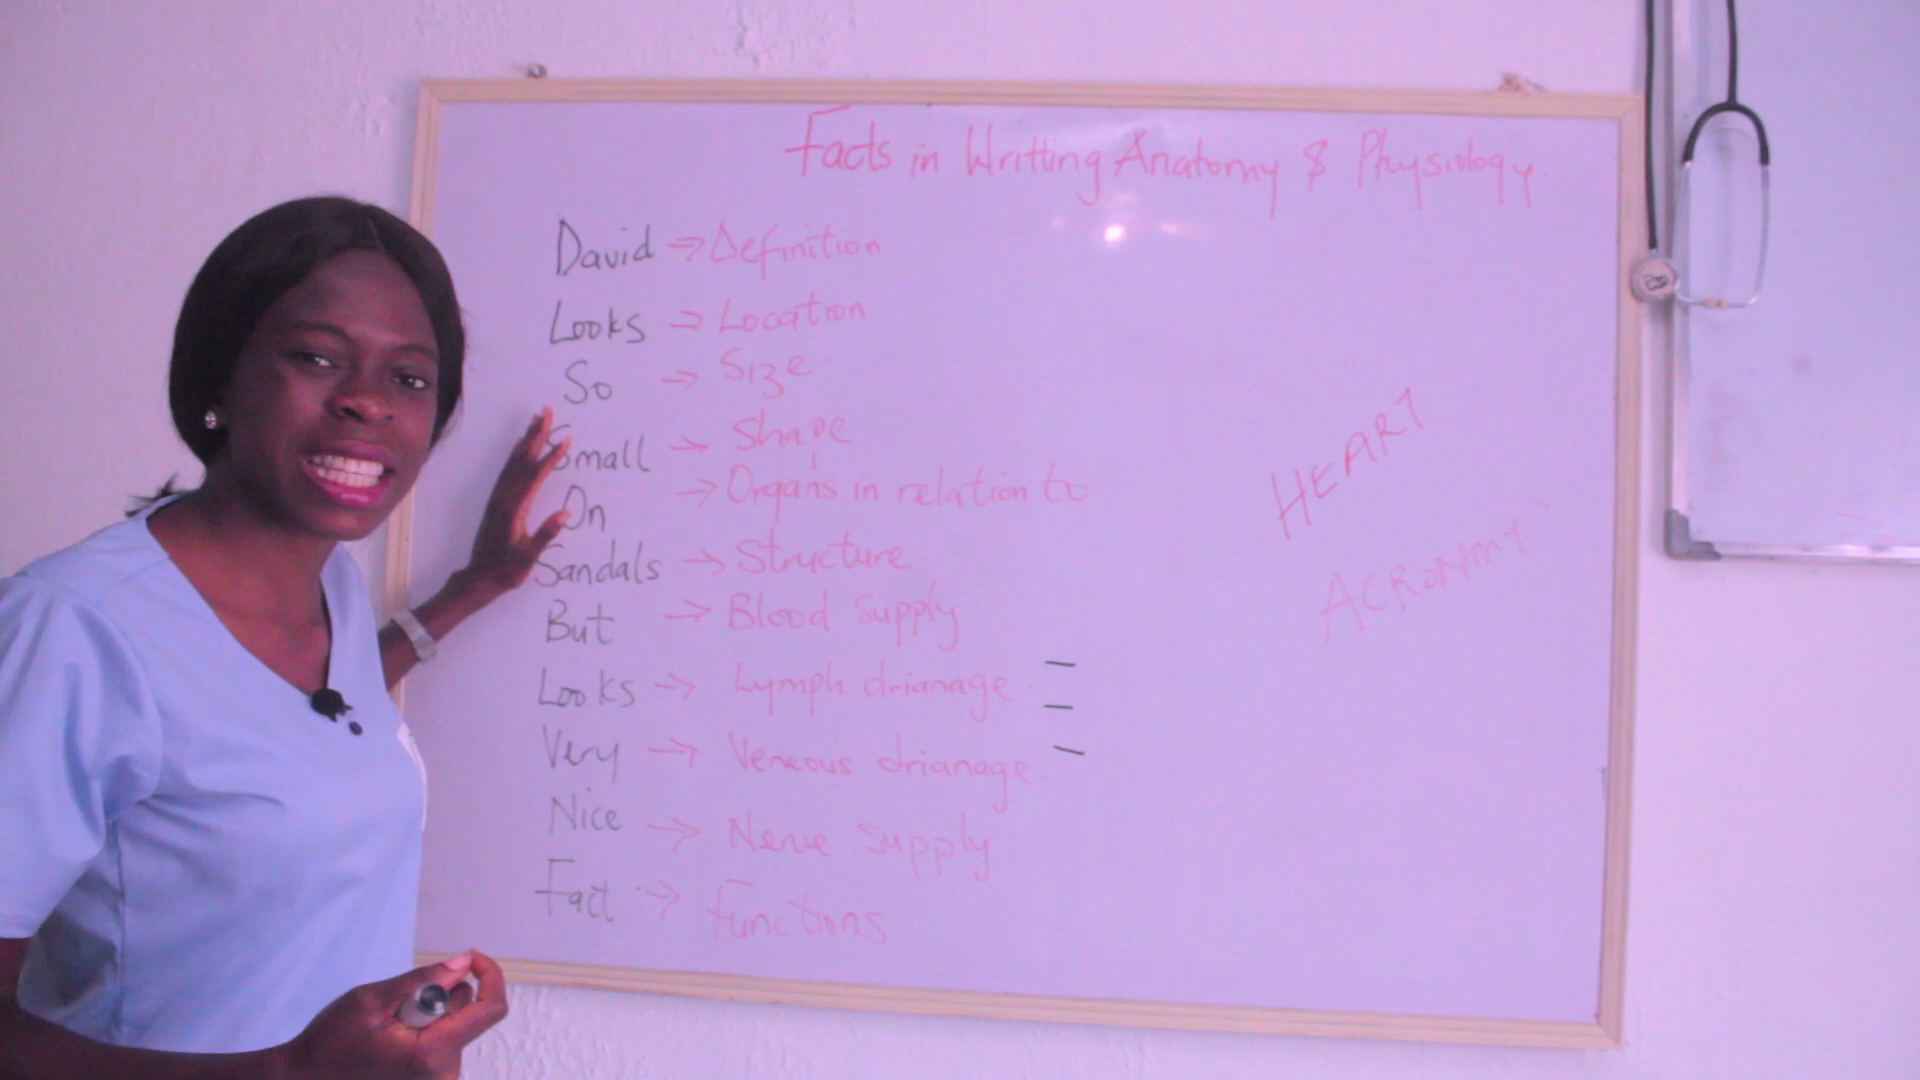 Facts in Writting Anatomy & Physiology
David → Definition
Looks → Location
So → Size
Small → Shape
On → Organs in relation to
Sandals → Structure
But → Blood Supply
Looks → Lymph drianage
Very → Veneous drianage
Nice → Nerve Supply
Fact → Functions
HEART
ACRONMY